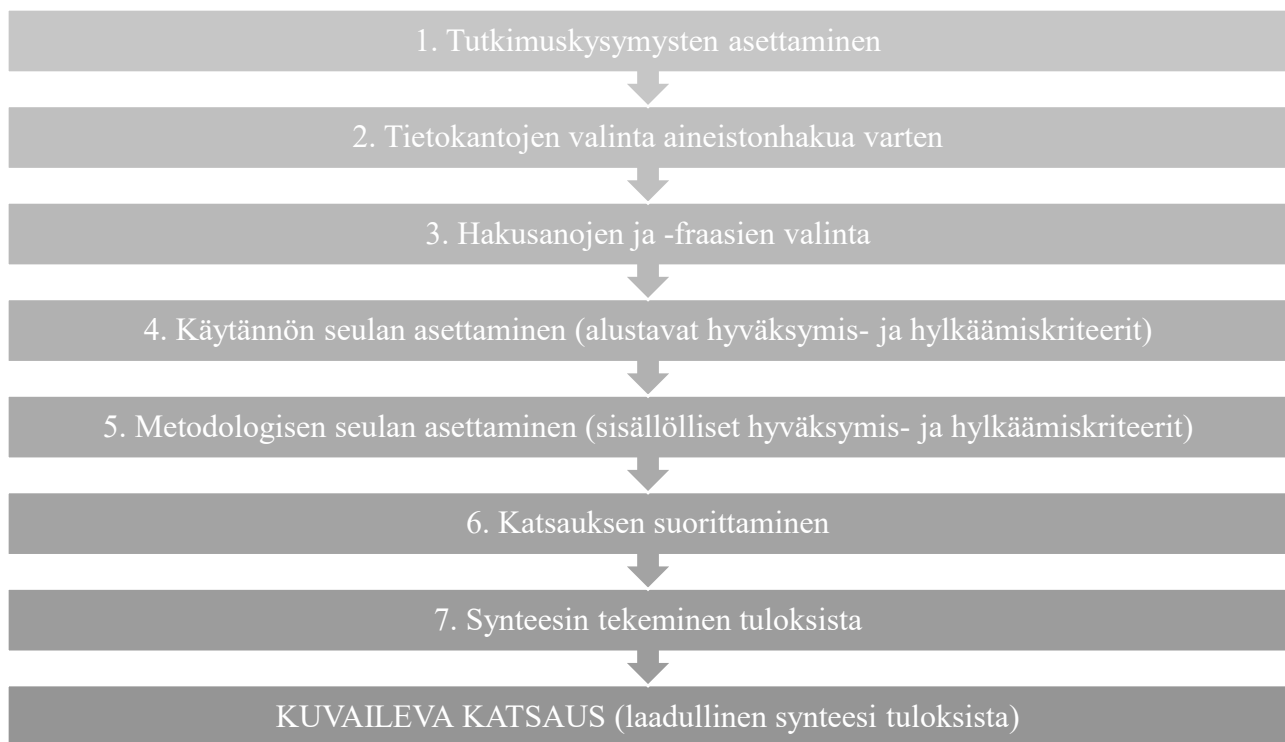 1. Tutkimuskysymysten asettaminen
2. Tietokantojen valinta aineistonhakua varten
3. Hakusanojen ja -fraasien valinta
4. Käytännön seulan asettaminen (alustavat hyväksymis- ja hylkäämiskriteerit)
5. Metodologisen seulan asettaminen (sisällölliset hyväksymis- ja hylkäämiskriteerit)
6. Katsauksen suorittaminen
7. Synteesin tekeminen tuloksista
KUVAILEVA KATSAUS (laadullinen synteesi tuloksista)